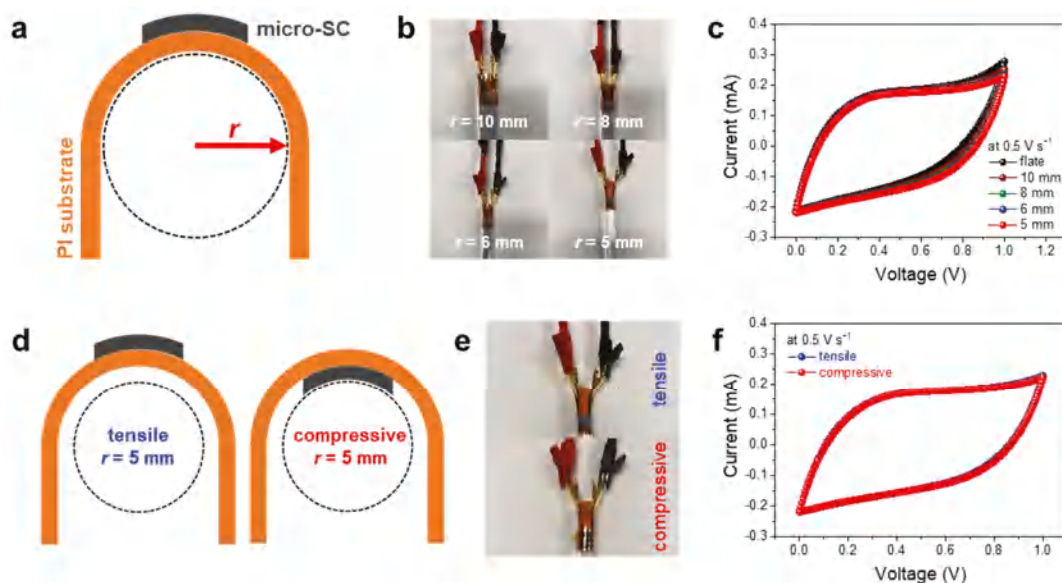 a
micro-SC
r
PI substrate
b
r = 10 mm
r = 8 mm
r = 6 mm
r = 5 mm
c
Current (mA)
0.4
0.3
0.2
0.1
0.0
-0.1
-0.2
-0.3
at 0.5 V s⁻¹
flate
10 mm
8 mm
6 mm
5 mm
0.0 0.2 0.4 0.6 0.8 1.0 1.2
Voltage (V)
d
tensile
r = 5 mm
compressive
r = 5 mm
e
tensile
compressive
f
Current (mA)
0.4
0.3
0.2
0.1
0.0
-0.1
-0.2
-0.3
at 0.5 V s⁻¹
tensile
compressive
0.0 0.2 0.4 0.6 0.8 1.0
Voltage (V)